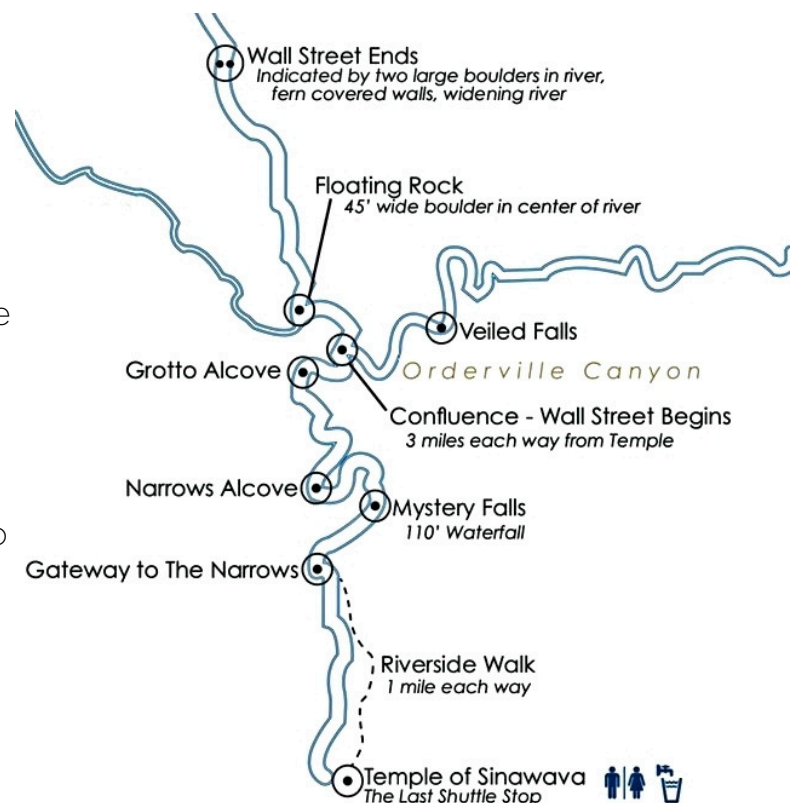 Wall Street Ends
Indicated by two large boulders in river,
fern covered walls, widening river
Floating Rock
45' wide boulder in center of river
e
Veiled Falls
Grotto Alcove
Orderville Canyon
Confluence - Wall Street Begins
3 miles each way from Temple
Narrows Alcove
Mystery Falls
110' Waterfall
Gateway to The Narrows
Riverside Walk
1 mile each way
Temple of Sinawava
The Last Shuttle Stop